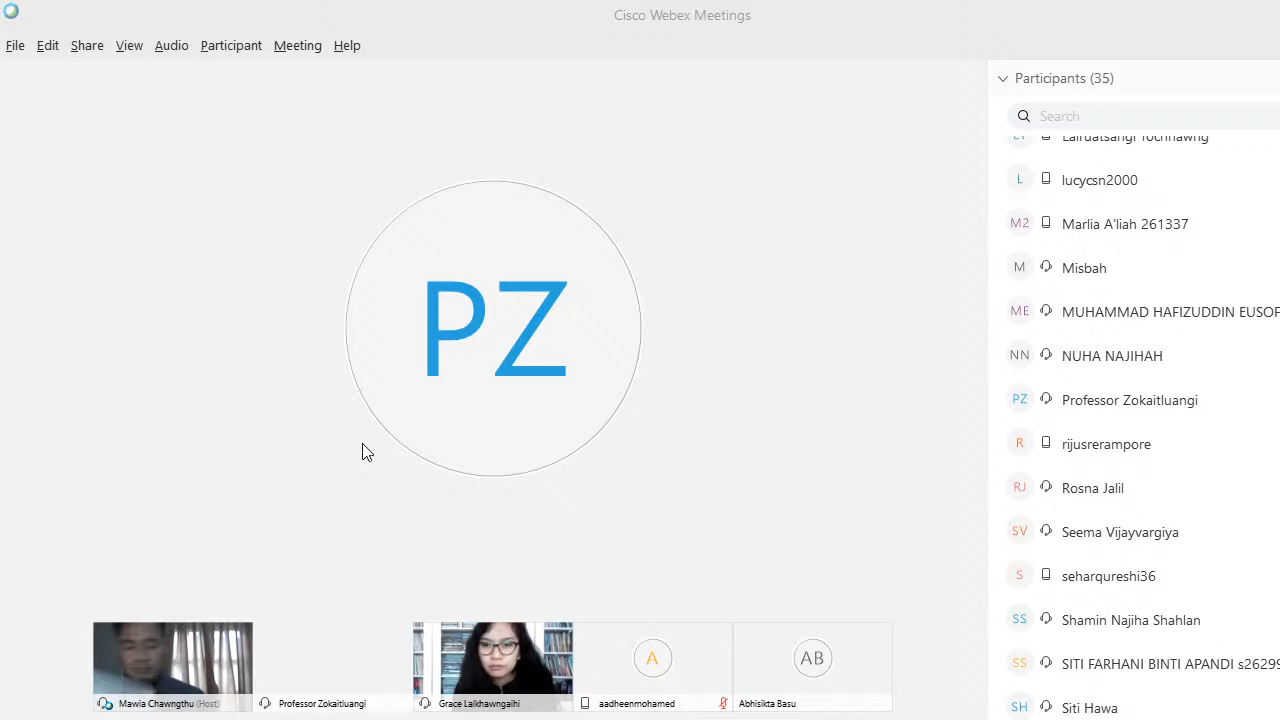 Cisco Webex Meetings
File Edit Share View Audio Participant Meeting Help
Participants (35)
Search
Lalruatsangi Tochhawng
L lucycsn2000
M2 Marlia A'liah 261337
M Misbah
ME MUHAMMAD HAFIZUDDIN EUSOF
NN NUHA NAJIHAH
PZ Professor Zokaitluangi
R rijusrerampore
RJ Rosna Jalil
SV Seema Vijayvargiya
S seharqureshi36
SS Shamin Najiha Shahlan
SS SITI FARHANI BINTI APANDI s26295
SH Siti Hawa
PZ
A
AB
Mawia Chawngthu (Host)
Professor Zokaitluangi
Grace Lalkhawngaihi
aadheenmohamed
Abhisikta Basu